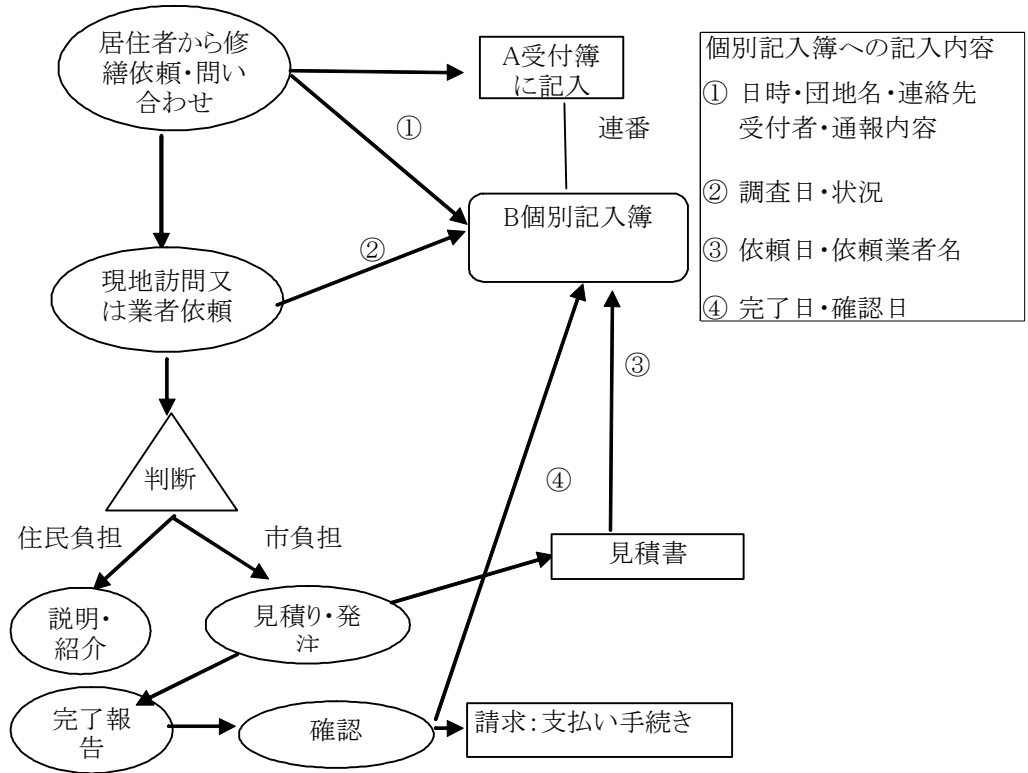 居住者から修
繕依頼・問い
合わせ
A受付簿
に記入
個別記入簿への記入内容
① 日時・団地名・連絡先
受付者・通報内容
② 調査日・状況
③ 依頼日・依頼業者名
④ 完了日・確認日
①
連番
B個別記入簿
②
現地訪問又
は業者依頼
③
判断
④
住民負担
市負担
見積書
説明・
紹介
見積り・発
注
完了報
告
確認
請求：支払い手続き